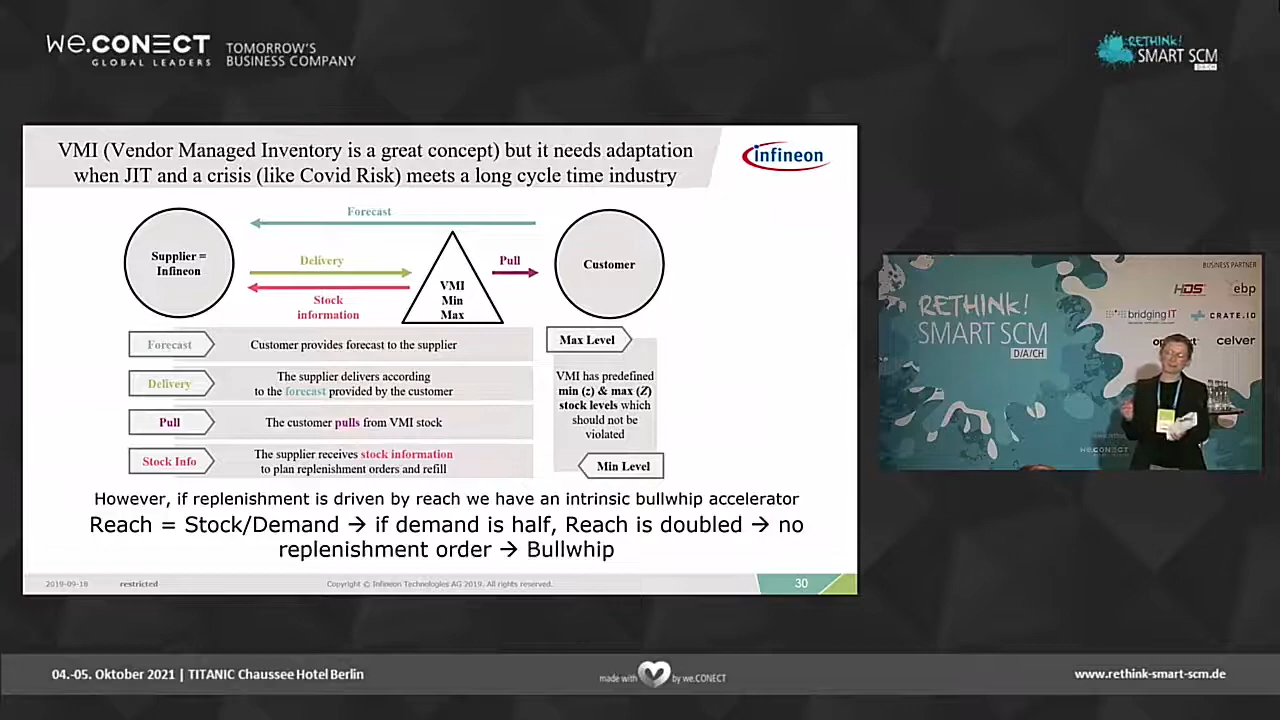 we.CONECT
GLOBAL LEADERS
TOMORROW'S
BUSINESS COMPANY
RETHINK!
SMART SCM
D/A/CH
VMI (Vendor Managed Inventory is a great concept) but it needs adaptation
when JIT and a crisis (like Covid Risk) meets a long cycle time industry
infineon
Forecast
Supplier =
Infineon
Delivery
Stock
information
VMI
Min
Max
Pull
Customer
Forecast
Customer provides forecast to the supplier
Delivery
The supplier delivers according
to the forecast provided by the customer
Pull
The customer pulls from VMI stock
Stock Info
The supplier receives stock information
to plan replenishment orders and refill
Max Level
VMI has predefined
min (z) & max (Z)
stock levels which
should not be
violated
Min Level
However, if replenishment is driven by reach we have an intrinsic bullwhip accelerator
Reach = Stock/Demand → if demand is half, Reach is doubled → no
replenishment order → Bullwhip
2019-09-18
restricted
Copyright © Infineon Technologies AG 2019. All rights reserved.
30
BUSINESS PARTNER
RETHINK!
SMART SCM
D/A/CH
HDS
ebp
bridgingIT
CRATE.IO
celver
we.CONECT
04.-05. Oktober 2021 | TITANIC Chaussee Hotel Berlin
made with
by we.CONECT
www.rethink-smart-scm.de